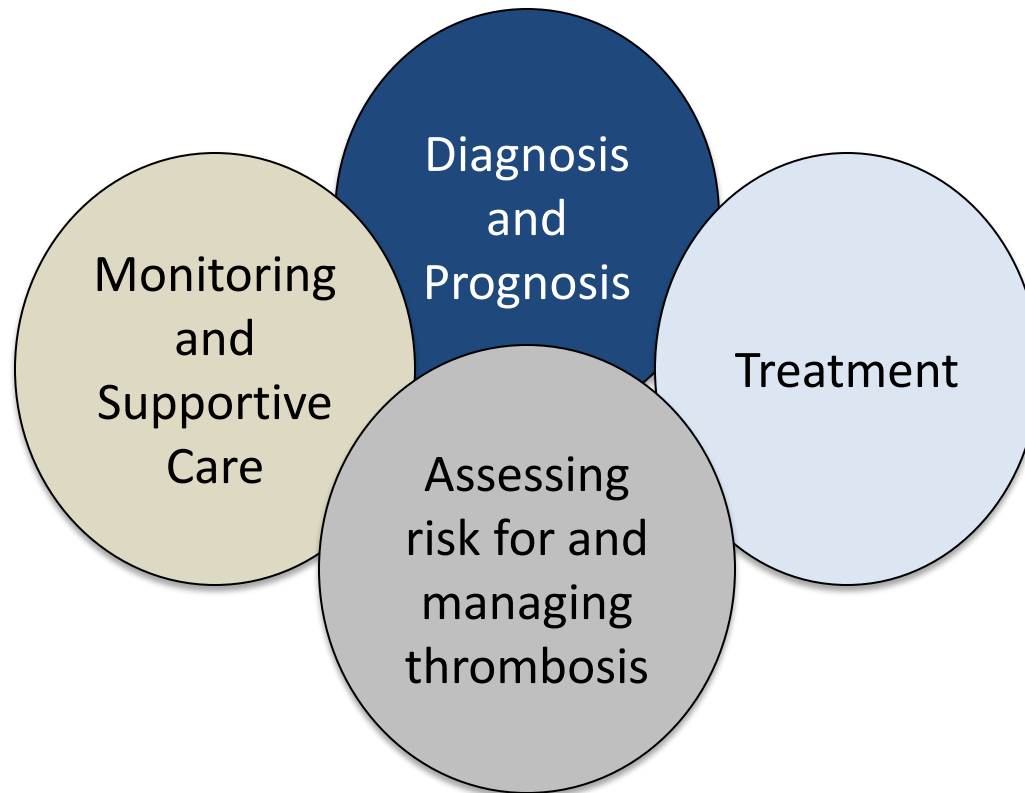 Diagnosis
and
Prognosis
Monitoring
and
Supportive
Care
Treatment
Assessing
risk for and
managing
thrombosis